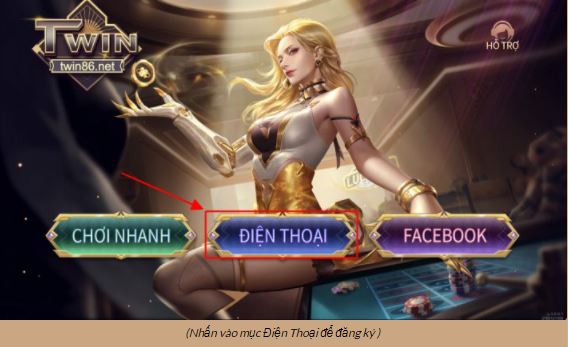 TWIN
twin86.net
HỖ TRỢ
CHƠI NHANH
ĐIỆN THOẠI
FACEBOOK
(Nhấn vào mục Điện Thoại để đăng ký )